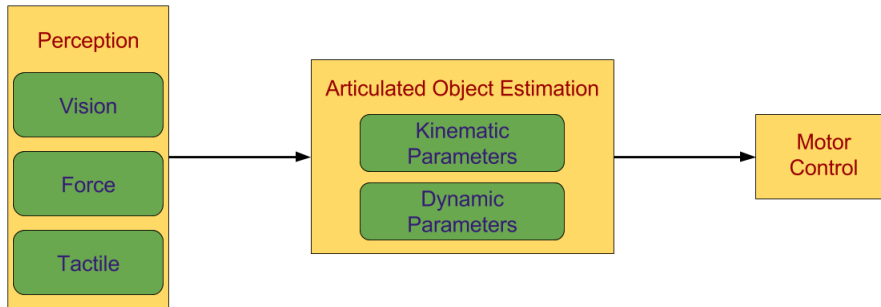 Perception
Vision
Force
Tactile
Articulated Object Estimation
Kinematic
Parameters
Dynamic
Parameters
Motor
Control